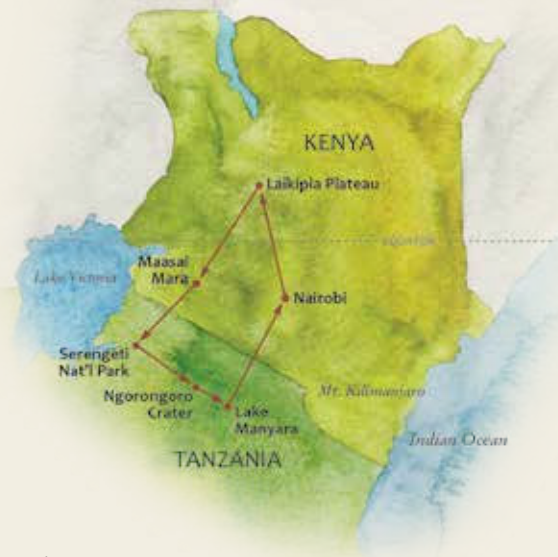 KENYA
Laikipia Plateau
EQUATOR
Maasai
Mara
Lake Victoria
Nairobi
Serengeti
Nat'l Park
Ngorongoro
Crater
Mt. Kilimanjaro
Lake
Manyara
Indian Ocean
TANZANIA